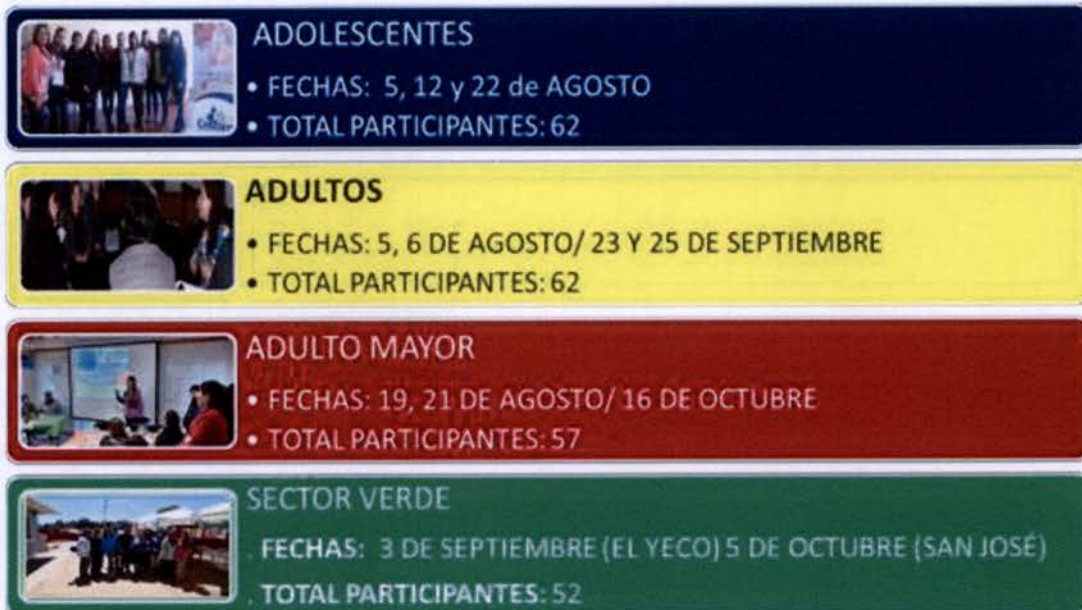 ADOLESCENTES
• FECHAS: 5, 12 y 22 de AGOSTO
• TOTAL PARTICIPANTES: 62
ADULTOS
• FECHAS: 5, 6 DE AGOSTO/ 23 Y 25 DE SEPTIEMBRE
• TOTAL PARTICIPANTES: 62
ADULTO MAYOR
• FECHAS: 19, 21 DE AGOSTO/ 16 DE OCTUBRE
• TOTAL PARTICIPANTES: 57
SECTOR VERDE
. FECHAS: 3 DE SEPTIEMBRE (EL YECO) 5 DE OCTUBRE (SAN JOSÉ)
. TOTAL PARTICIPANTES: 52